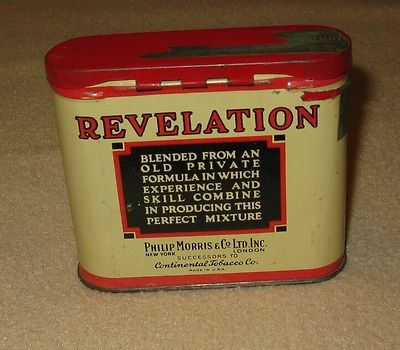 REVELATION
BLENDED FROM AN
OLD PRIVATE
FORMULA IN WHICH
EXPERIENCE AND
SKILL COMBINE
IN PRODUCING THIS
PERFECT MIXTURE
PHILIP MORRIS & CO LTD. INC.
NEW YORK LONDON
SUCCESSORS TO
Continental Tobacco Co.
MADE IN U.S.A.